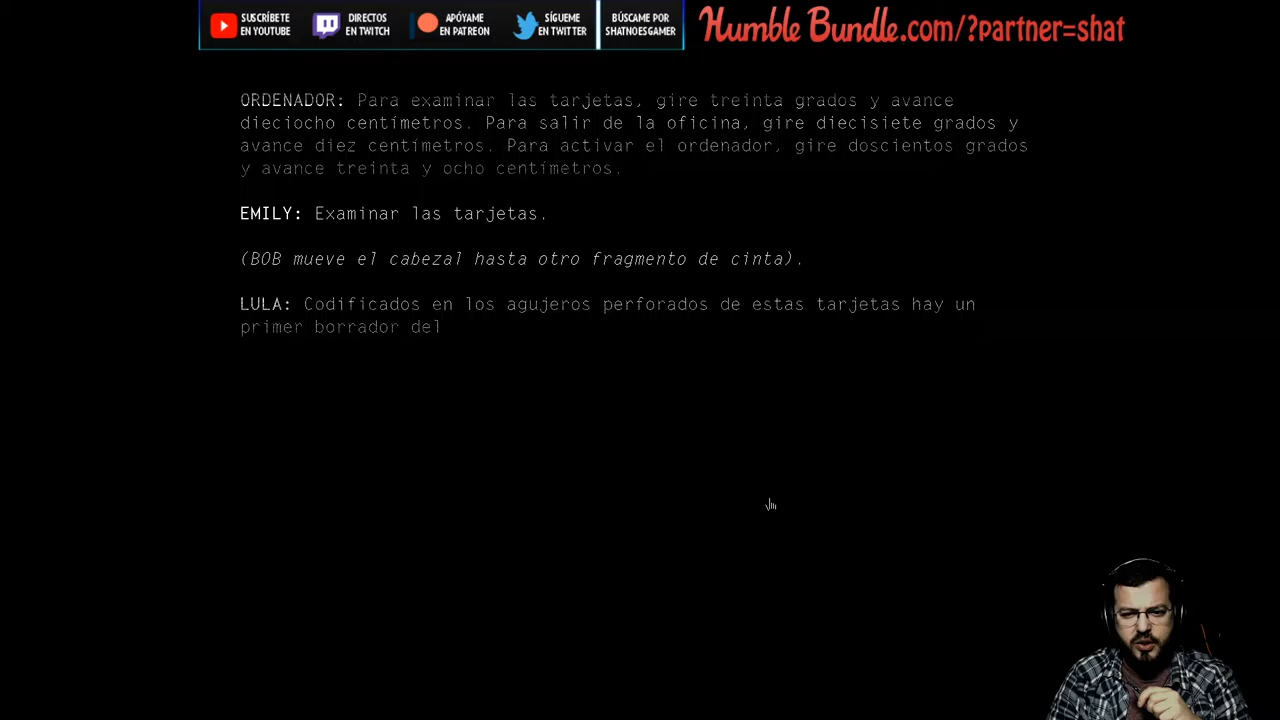 SUSCRÍBETE
EN YOUTUBE
DIRECTOS
EN TWITCH
APÓYAME
EN PATREON
SÍGUEME
EN TWITTER
BÚSCAME POR
SHATNOESGAMER
Humble Bundle.com/?partner=shat
ORDENADOR: Para examinar las tarjetas, gire treinta grados y avance
dieciocho centímetros. Para salir de la oficina, gire diecisiete grados y
avance diez centímetros. Para activar el ordenador, gire doscientos grados
y avance treinta y ocho centímetros.
EMILY: Examinar las tarjetas.
(BOB mueve el cabezal hasta otro fragmento de cinta).
LULA: Codificados en los agujeros perforados de estas tarjetas hay un
primer borrador del